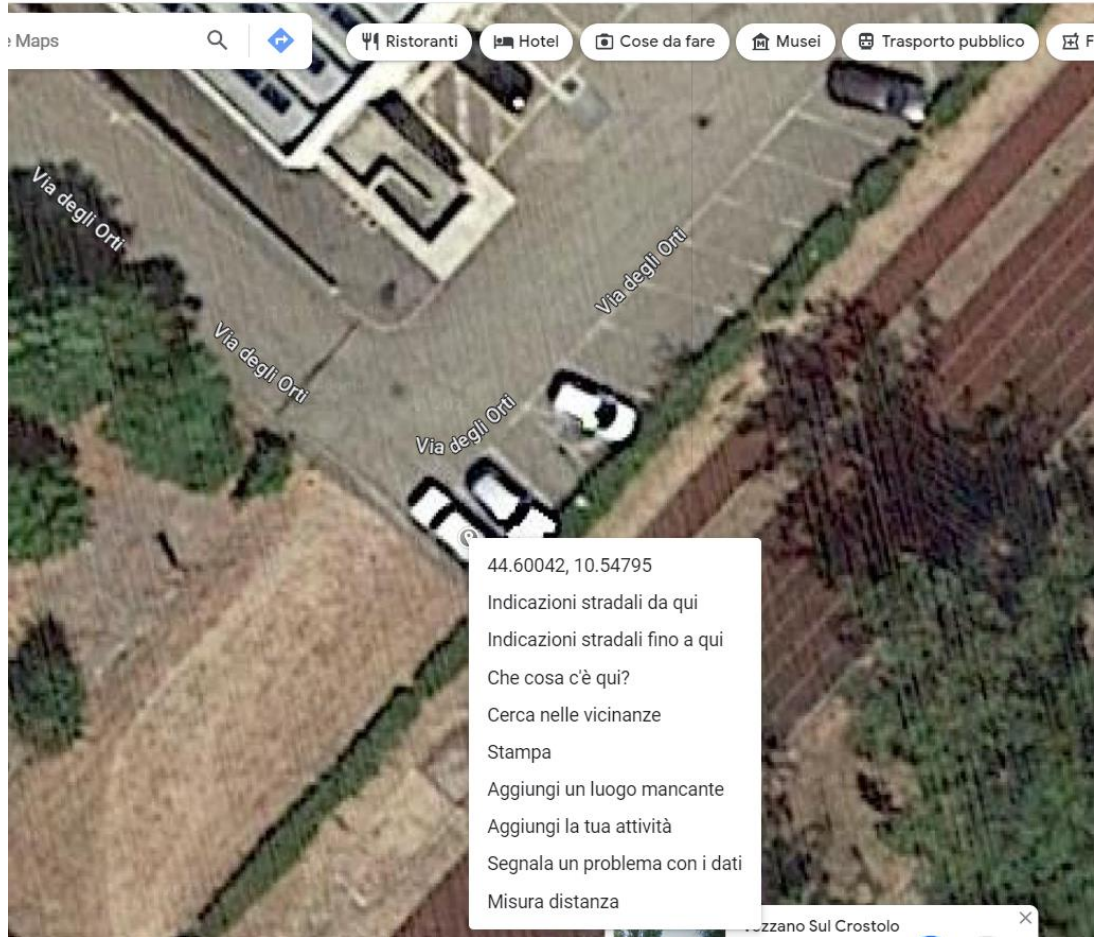 Maps
Ristoranti
Hotel
Cose da fare
Musei
Trasporto pubblico
F
Via degli Orti
Via degli Orti
Via degli Orti
Via degli Orti
44.60042, 10.54795
Indicazioni stradali da qui
Indicazioni stradali fino a qui
Che cosa c'è qui?
Cerca nelle vicinanze
Stampa
Aggiungi un luogo mancante
Aggiungi la tua attività
Segnala un problema con i dati
Misura distanza
Vezzano Sul Crostolo